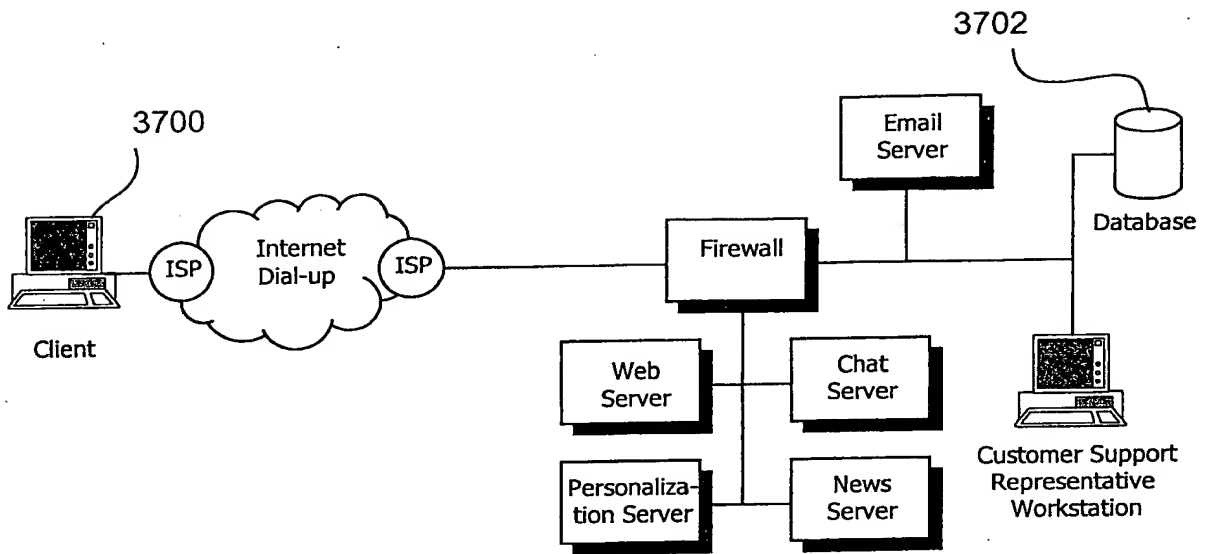 3702
3700
Email
Server
Database
ISP
Internet
Dial-up
ISP
Firewall
Client
Web
Server
Chat
Server
Personaliza-
tion Server
News
Server
Customer Support
Representative
Workstation